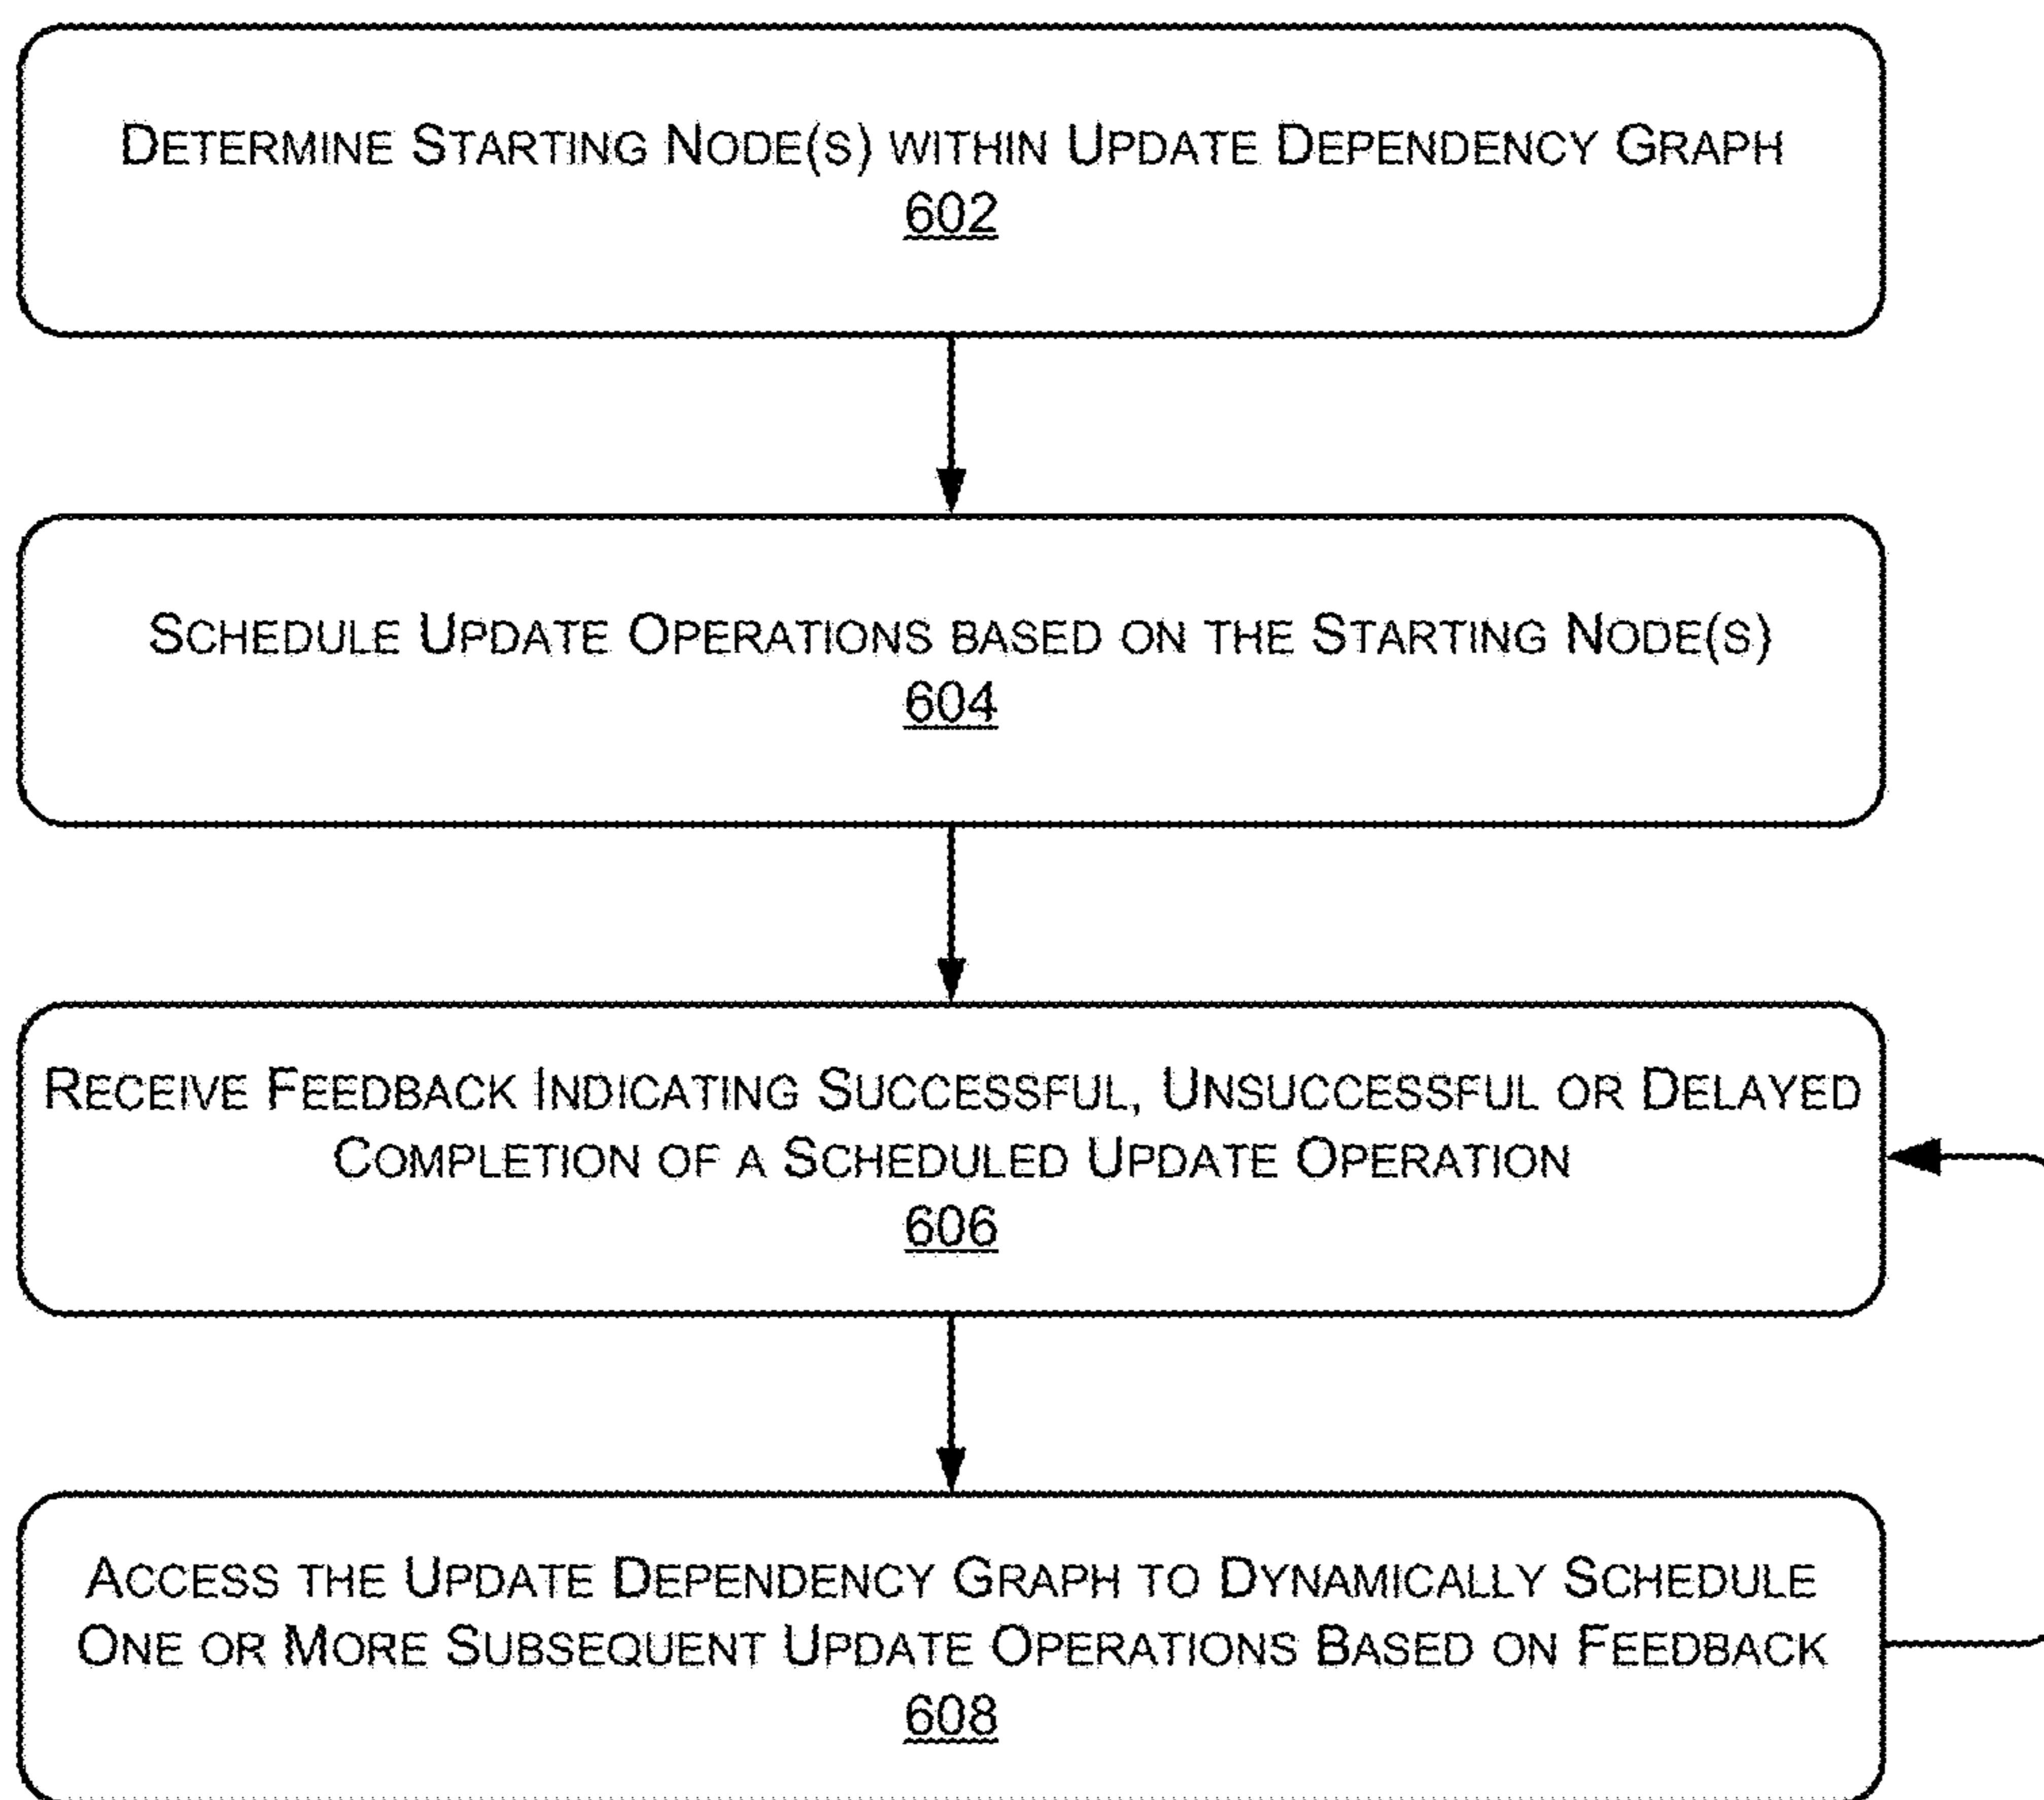 DETERMINE STARTING NODE(S) WITHIN UPDATE DEPENDENCY GRAPH
602
SCHEDULE UPDATE OPERATIONS BASED ON THE STARTING NODE(S)
604
RECEIVE FEEDBACK INDICATING SUCCESSFUL, UNSUCCESSFUL OR DELAYED
COMPLETION OF A SCHEDULED UPDATE OPERATION
606
ACCESS THE UPDATE DEPENDENCY GRAPH TO DYNAMICALLY SCHEDULE
ONE OR MORE SUBSEQUENT UPDATE OPERATIONS BASED ON FEEDBACK
608